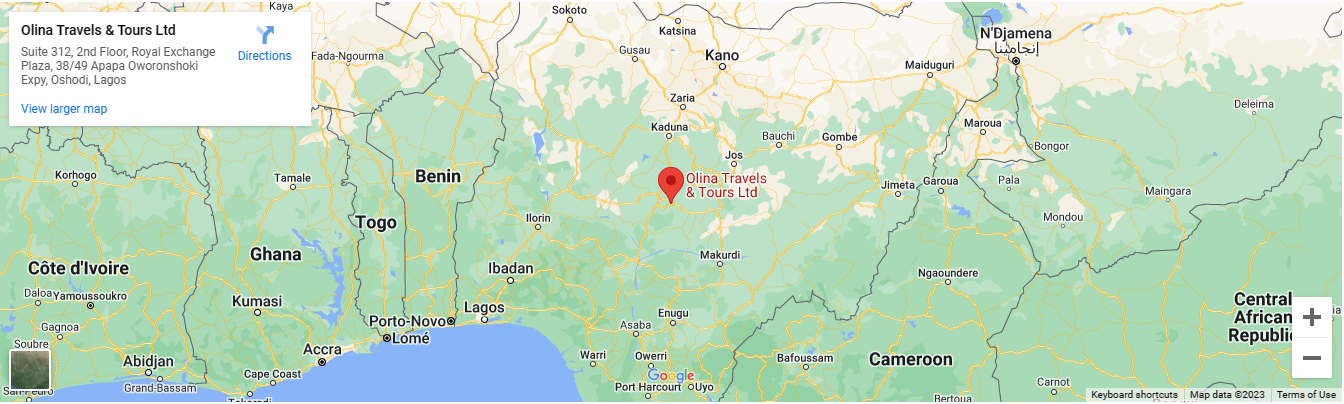 Olina Travels & Tours Ltd
Suite 312, 2nd Floor, Royal Exchange
Plaza, 38/49 Apapa Oworonshoki
Expy, Oshodi, Lagos
View larger map
Directions
Kaya
Fada-Ngourma
Sokoto
Katsina
Gusau
Kano
Maiduguri
N'Djamena
إنجامينا
Zaria
Deleima
Kaduna
Maroua
Bauchi
Gombe
Bongor
Jos
Korhogo
Tamale
Benin
Olina Travels
& Tours Ltd
Jimeta
Garoua
Pala
Maingara
Togo
Ilorin
Mondou
Ghana
Makurdi
Côte d'Ivoire
Ibadan
Ngaoundere
Daloa
Yamoussoukro
Kumasi
Lagos
Central
African
Republic
Porto-Novo
Enugu
Gagnoa
Asaba
Lomé
Soubre
Accra
Abidjan
Warri
Owerri
Bafoussam
Cameroon
Cape Coast
Google
Grand-Bassam
Port Harcourt
Uyo
Carnot
San-Pedro
Takoradi
Bertoua
Keyboard shortcuts
Map data ©2023
Terms of Use